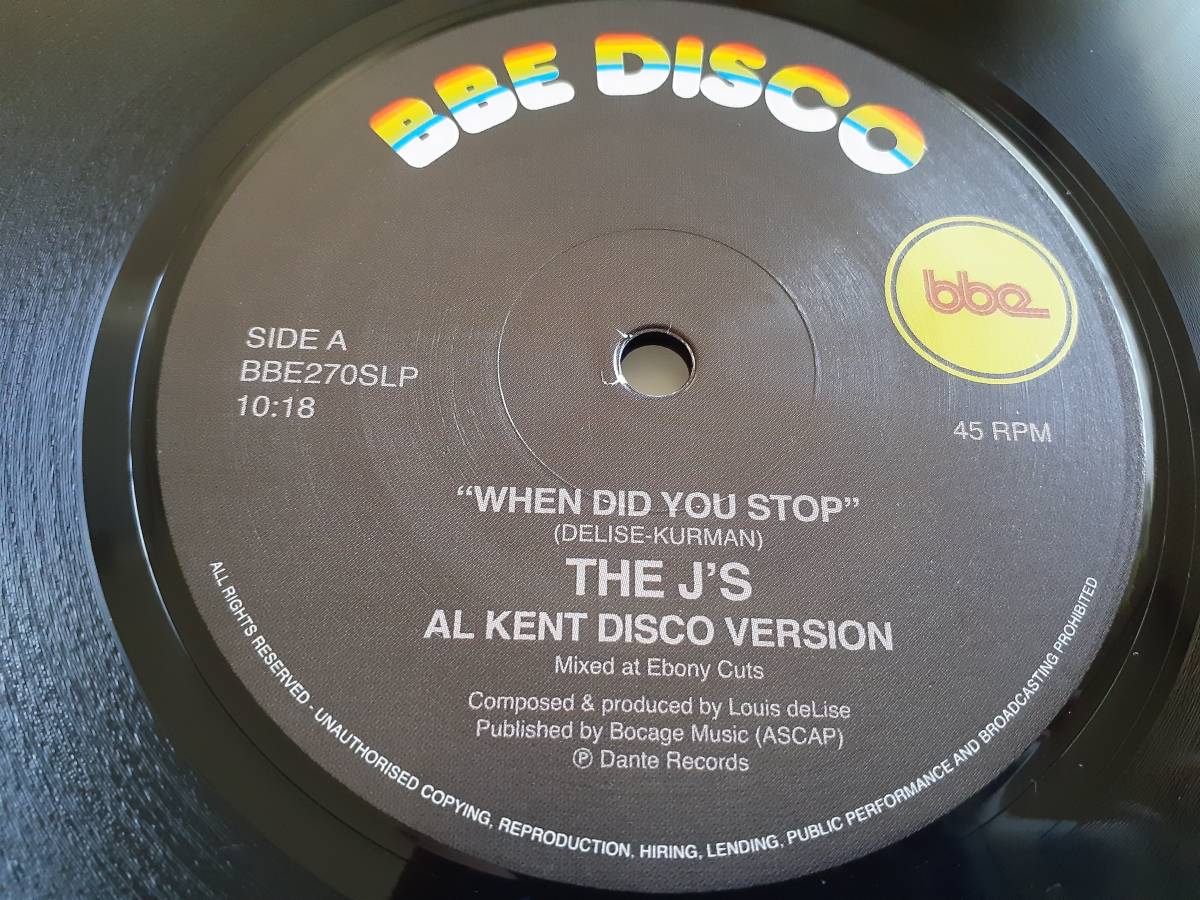 BBE DISCO
bbe
SIDE A
BBE270SLP
10:18
45 RPM
“WHEN DID YOU STOP”
(DELISE-KURMAN)
THE J’S
AL KENT DISCO VERSION
Mixed at Ebony Cuts
Composed & produced by Louis deLise
Published by Bocage Music (ASCAP)
℗ Dante Records
ALL RIGHTS RESERVED - UNAUTHORISED COPYING, REPRODUCTION, HIRING, LENDING, PUBLIC PERFORMANCE AND BROADCASTING PROHIBITED